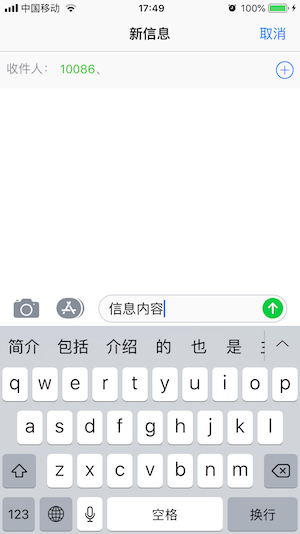 中国移动 17:49 100%
新信息 取消
收件人： 10086、
信息内容
简介 包括 介绍 的 也 是
q w e r t y u i o p
a s d f g h j k l
z x c v b n m
123 空格 换行